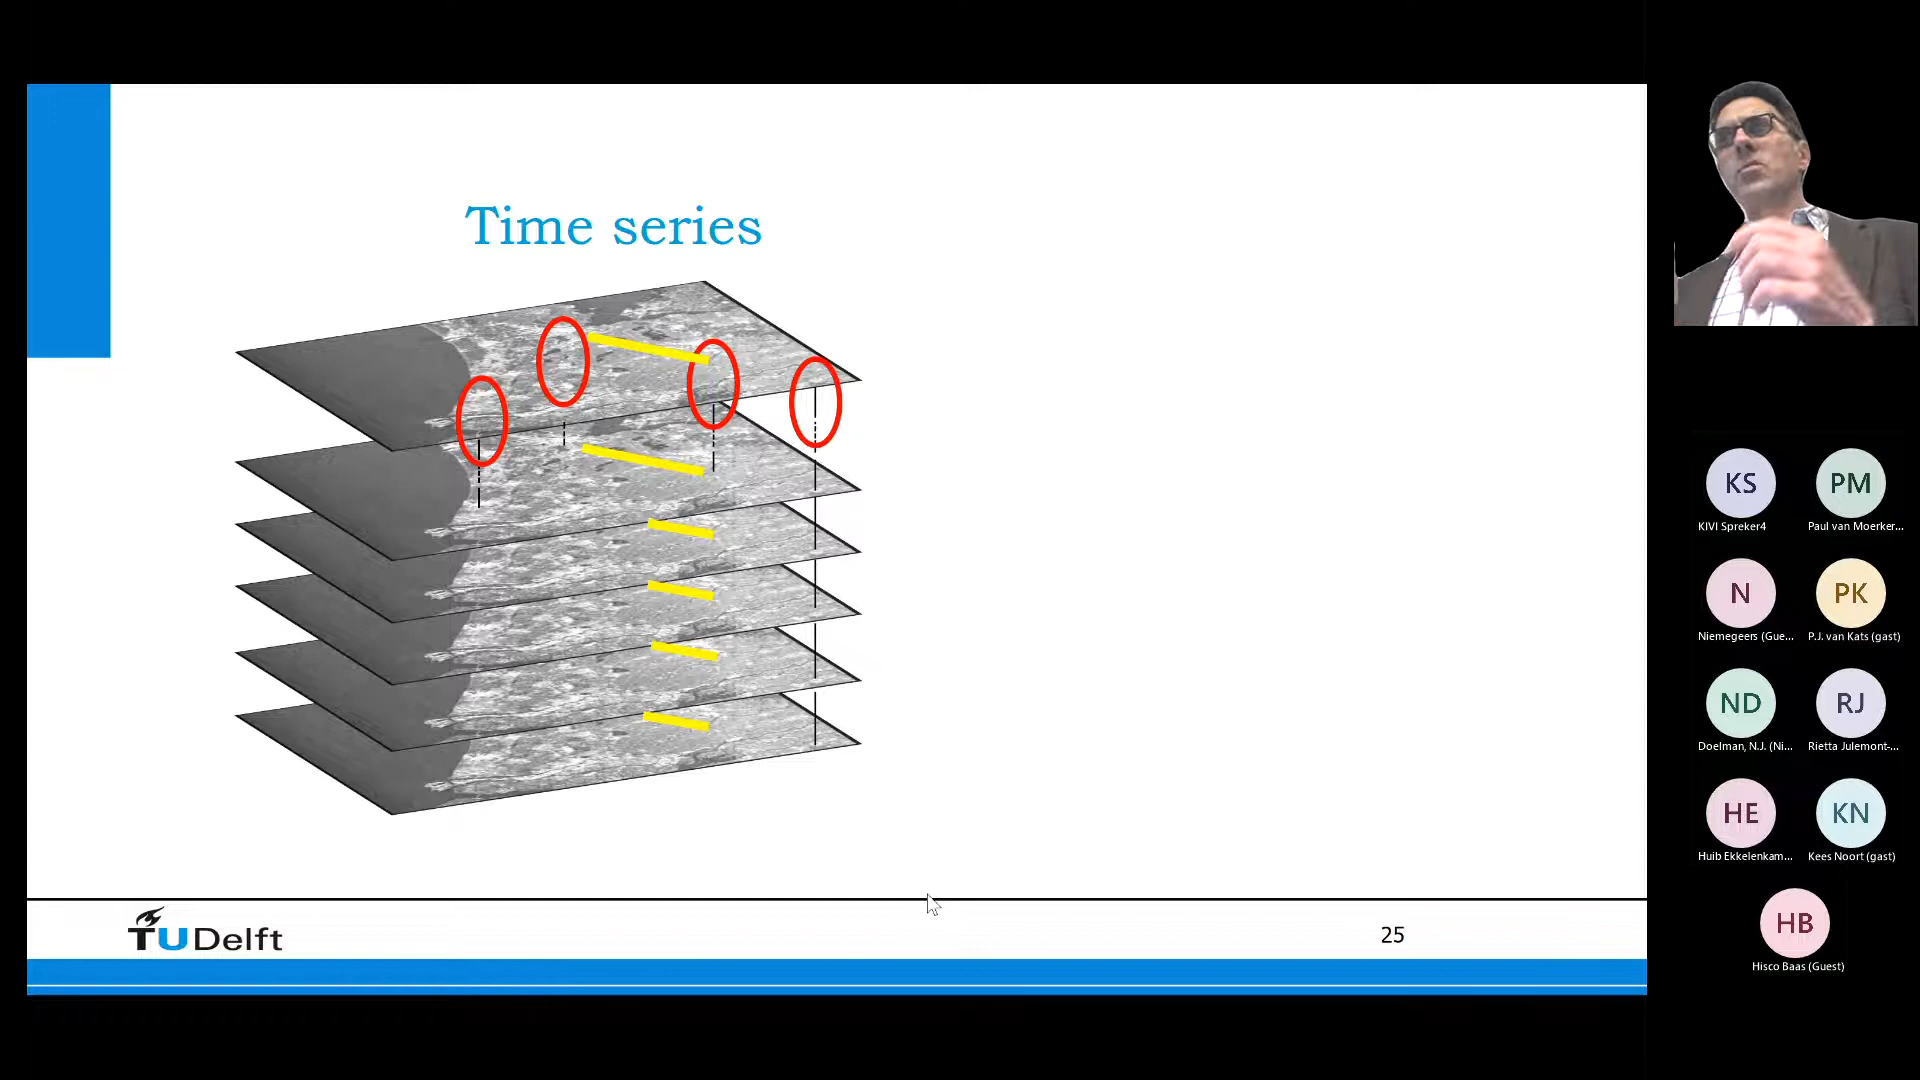 Time series
TU Delft
25
KS
KIVI Spreker4
PM
Paul van Moerker...
N
Niemegeers (Gue...
PK
P.J. van Kats (gast)
ND
Doelman, N.J. (Ni...
RJ
Rietta Julemont-...
HE
Huib Ekkelenkam...
KN
Kees Noort (gast)
HB
Hisco Baas (Guest)